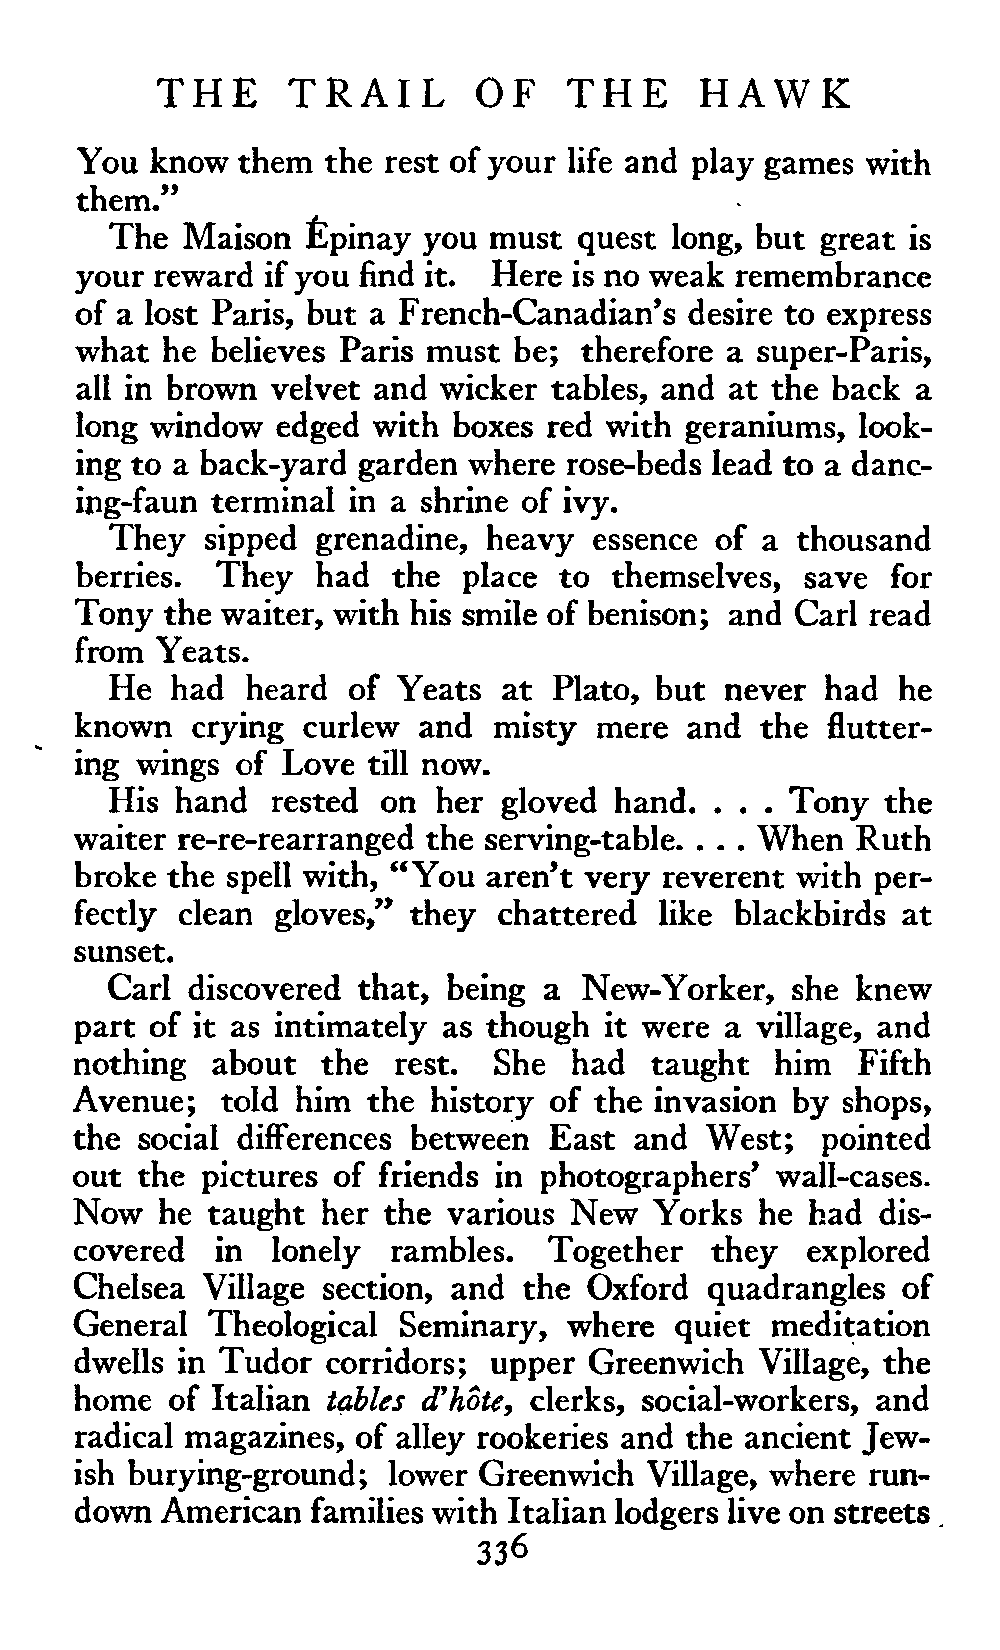 THE TRAIL OF THE HAWK
You know them the rest of your life and play games with
them.”
The Maison Épinay you must quest long, but great is
your reward if you find it. Here is no weak remembrance
of a lost Paris, but a French-Canadian’s desire to express
what he believes Paris must be; therefore a super-Paris,
all in brown velvet and wicker tables, and at the back a
long window edged with boxes red with geraniums, look-
ing to a back-yard garden where rose-beds lead to a danc-
ing-faun terminal in a shrine of ivy.
They sipped grenadine, heavy essence of a thousand
berries. They had the place to themselves, save for
Tony the waiter, with his smile of benison; and Carl read
from Yeats.
He had heard of Yeats at Plato, but never had he
known crying curlew and misty mere and the flutter-
ing wings of Love till now.
His hand rested on her gloved hand. . . . Tony the
waiter re-re-rearranged the serving-table. . . . When Ruth
broke the spell with, “You aren’t very reverent with per-
fectly clean gloves,” they chattered like blackbirds at
sunset.
Carl discovered that, being a New-Yorker, she knew
part of it as intimately as though it were a village, and
nothing about the rest. She had taught him Fifth
Avenue; told him the history of the invasion by shops,
the social differences between East and West; pointed
out the pictures of friends in photographers’ wall-cases.
Now he taught her the various New Yorks he had dis-
covered in lonely rambles. Together they explored
Chelsea Village section, and the Oxford quadrangles of
General Theological Seminary, where quiet meditation
dwells in Tudor corridors; upper Greenwich Village, the
home of Italian tables d’hôte, clerks, social-workers, and
radical magazines, of alley rookeries and the ancient Jew-
ish burying-ground; lower Greenwich Village, where run-
down American families with Italian lodgers live on streets
336